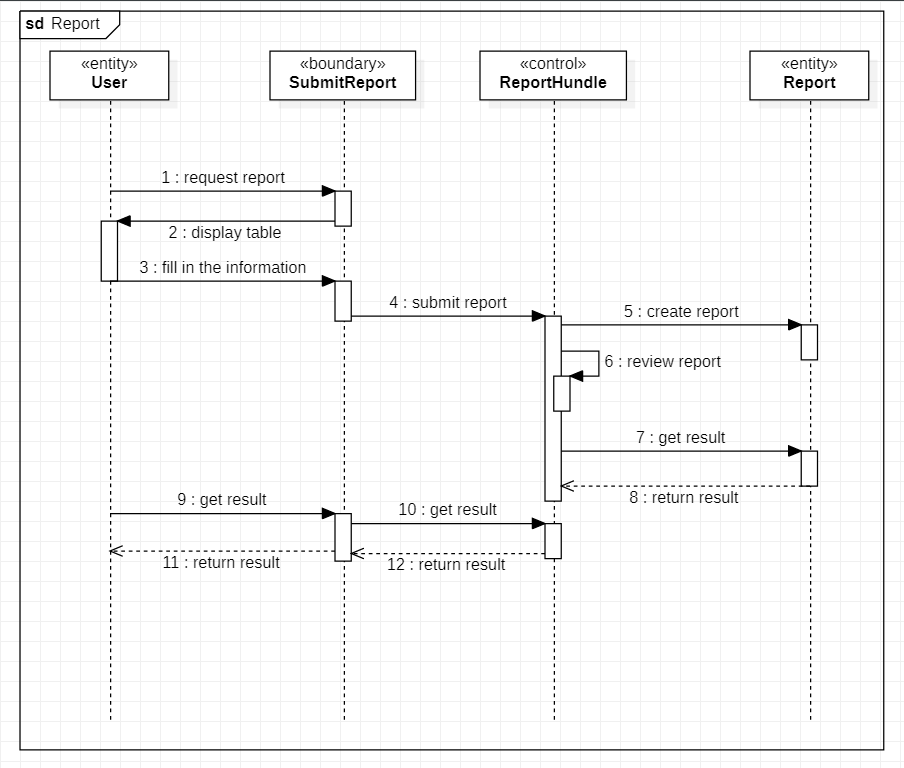 sd Report
«entity»
User
«boundary»
SubmitReport
«control»
ReportHundle
«entity»
Report
1 : request report
2 : display table
3 : fill in the information
4 : submit report
5 : create report
6 : review report
7 : get result
8 : return result
9 : get result
10 : get result
11 : return result
12 : return result